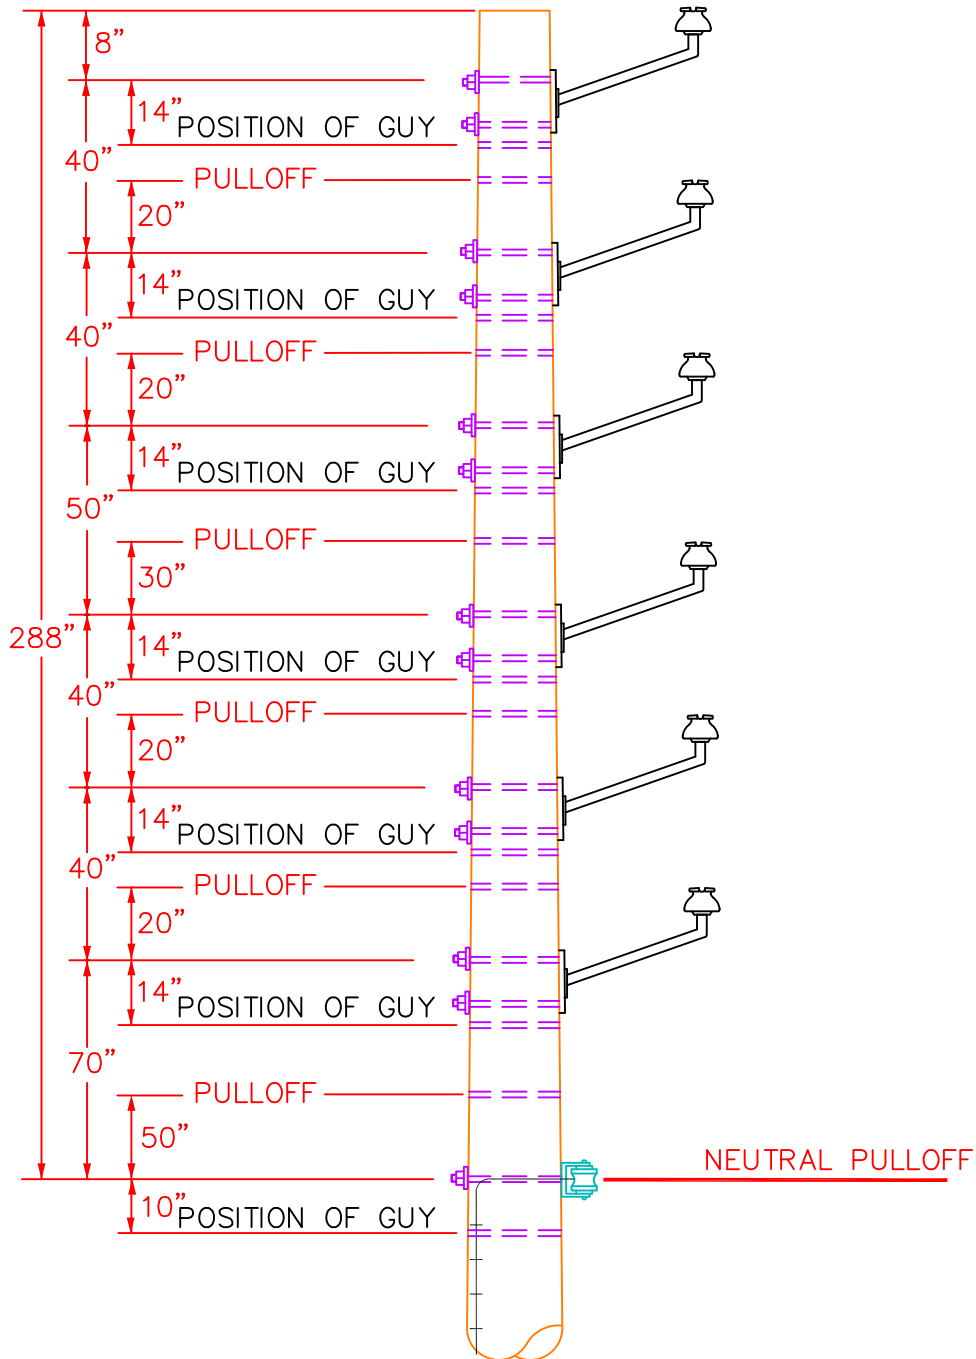 8"
14"
POSITION OF GUY
40"
PULLOFF
20"
14"
POSITION OF GUY
40"
PULLOFF
20"
14"
POSITION OF GUY
50"
PULLOFF
30"
288"
14"
POSITION OF GUY
40"
PULLOFF
20"
14"
POSITION OF GUY
40"
PULLOFF
20"
14"
POSITION OF GUY
70"
PULLOFF
50"
NEUTRAL PULLOFF
10"
POSITION OF GUY